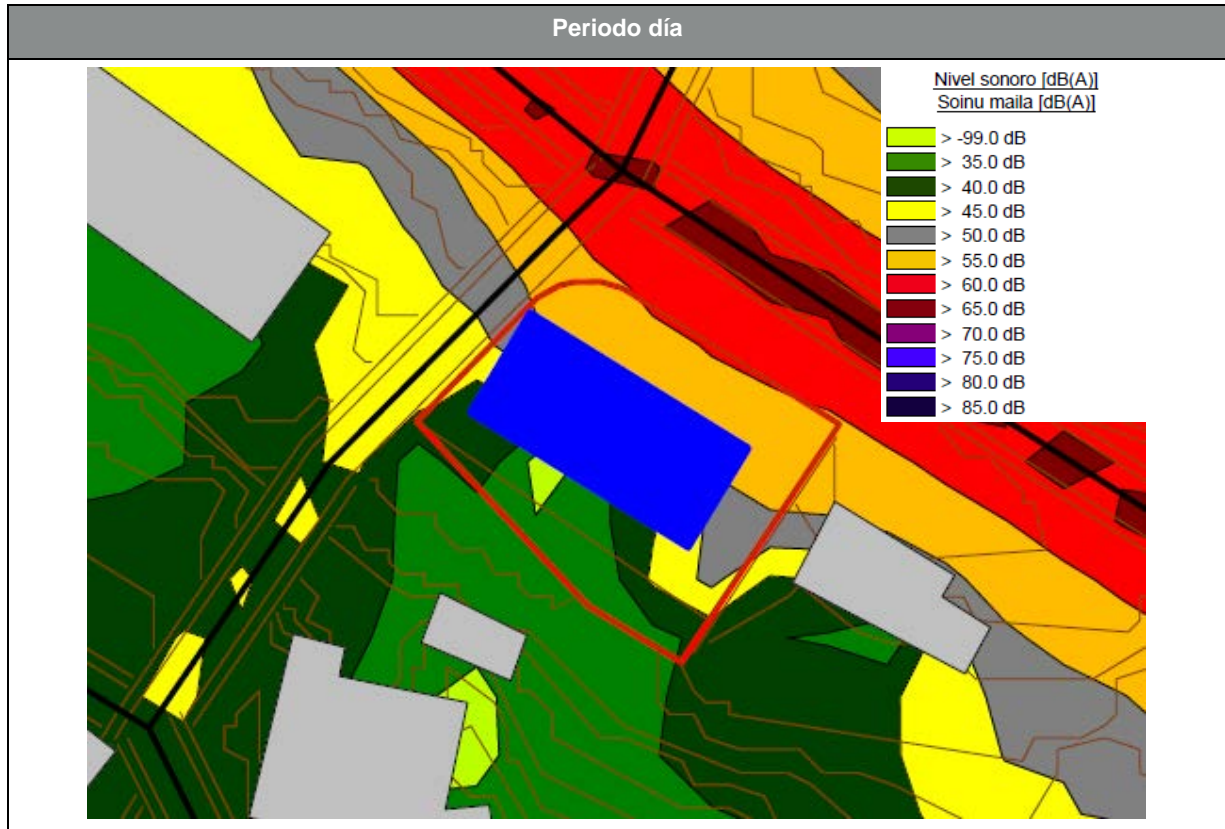 Periodo día
Nivel sonoro [dB(A)]
Soinu maila [dB(A)]
> -99.0 dB
> 35.0 dB
> 40.0 dB
> 45.0 dB
> 50.0 dB
> 55.0 dB
> 60.0 dB
> 65.0 dB
> 70.0 dB
> 75.0 dB
> 80.0 dB
> 85.0 dB